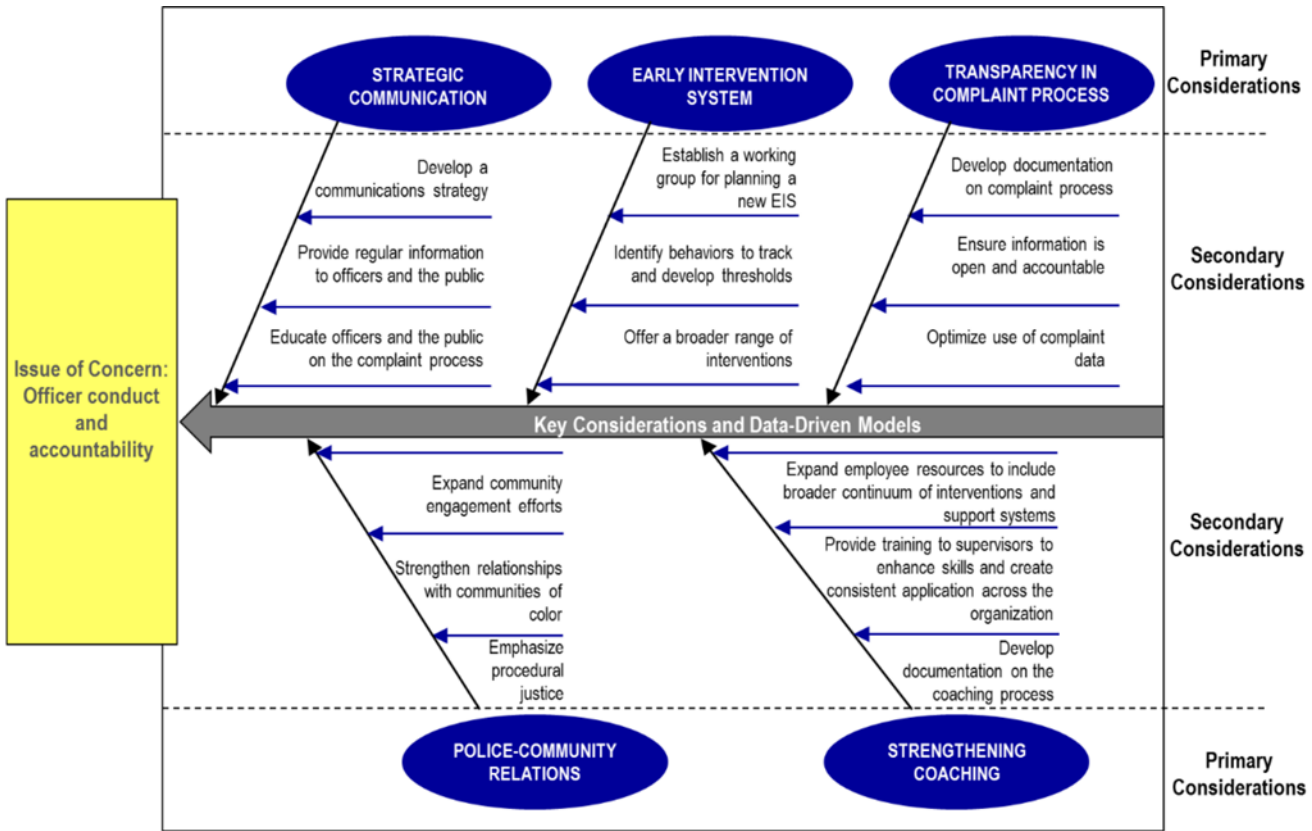 STRATEGIC
COMMUNICATION
EARLY INTERVENTION
SYSTEM
TRANSPARENCY IN
COMPLAINT PROCESS
Primary
Considerations
Develop a
communications strategy
Provide regular information
to officers and the public
Educate officers and the public
on the complaint process
Establish a working
group for planning a
new EIS
Identify behaviors to track
and develop thresholds
Offer a broader range of
interventions
Develop documentation
on complaint process
Ensure information is
open and accountable
Optimize use of complaint
data
Secondary
Considerations
Issue of Concern:
Officer conduct
and
accountability
Key Considerations and Data-Driven Models
Expand community
engagement efforts
Strengthen relationships
with communities of
color
Emphasize
procedural
justice
Expand employee resources to include
broader continuum of interventions and
support systems
Provide training to supervisors to
enhance skills and create
consistent application across the
organization
Develop
documentation on the
coaching process
Secondary
Considerations
POLICE-COMMUNITY
RELATIONS
STRENGTHENING
COACHING
Primary
Considerations